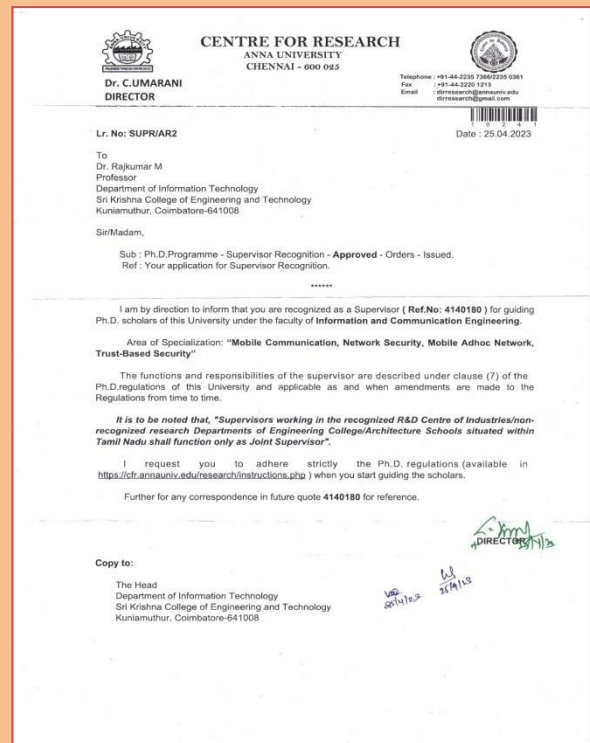 CENTRE FOR RESEARCH
ANNA UNIVERSITY
CHENNAI - 600 025
Dr. C.UMARANI
DIRECTOR
Telephone : +91-44-2235 7366/2235 0361
Fax : +91-44-2220 1213
Email : dirresearch@annauniv.edu
dirresearch@gmail.com
1 0 2 4 1
Lr. No: SUPR/AR2
Date : 25.04.2023
To
Dr. Rajkumar M
Professor
Department of Information Technology
Sri Krishna College of Engineering and Technology
Kuniamuthur, Coimbatore-641008
Sir/Madam,
Sub : Ph.D.Programme - Supervisor Recognition - Approved - Orders - Issued.
Ref : Your application for Supervisor Recognition.
******
I am by direction to inform that you are recognized as a Supervisor ( Ref.No: 4140180 ) for guiding
Ph.D. scholars of this University under the faculty of Information and Communication Engineering.
Area of Specialization: “Mobile Communication, Network Security, Mobile Adhoc Network,
Trust-Based Security”
The functions and responsibilities of the supervisor are described under clause (7) of the
Ph.D.regulations of this University and applicable as and when amendments are made to the
Regulations from time to time.
It is to be noted that, "Supervisors working in the recognized R&D Centre of Industries/non-
recognized research Departments of Engineering College/Architecture Schools situated within
Tamil Nadu shall function only as Joint Supervisor".
I request you to adhere strictly the Ph.D. regulations (available in
https://cfr.annauniv.edu/research/instructions.php ) when you start guiding the scholars.
Further for any correspondence in future quote 4140180 for reference.
DIRECTOR
Copy to:
The Head
Department of Information Technology
Sri Krishna College of Engineering and Technology
Kuniamuthur, Coimbatore-641008
25/4/23